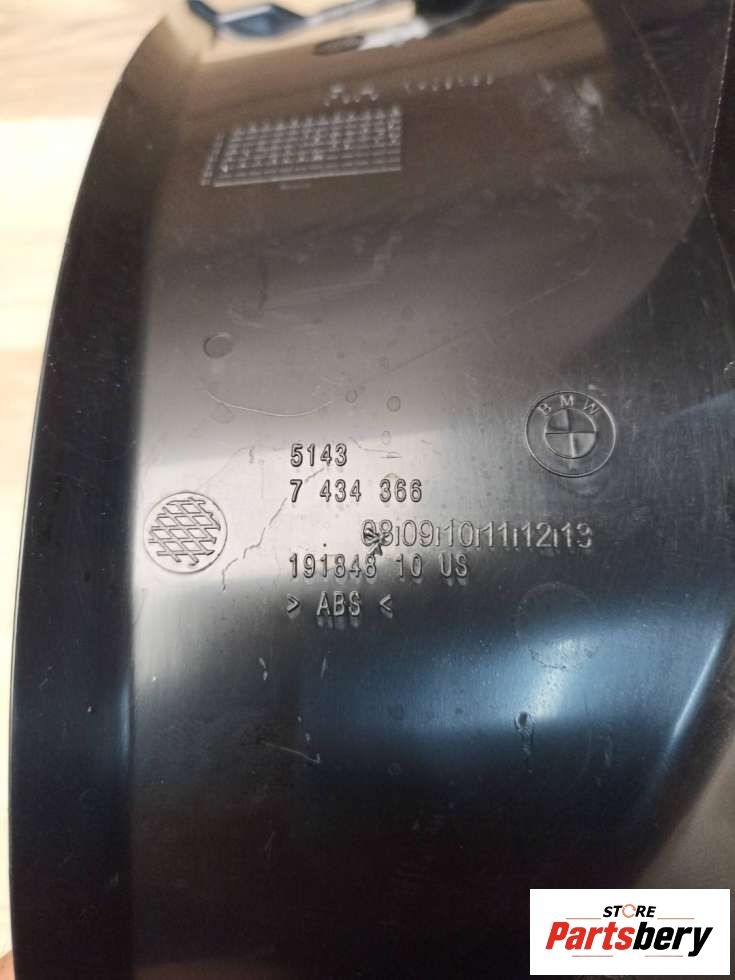 BMW
5143
7 434 366
08 09 10 11 12 13
191848 10 US
> ABS <
STORE
Partsbery